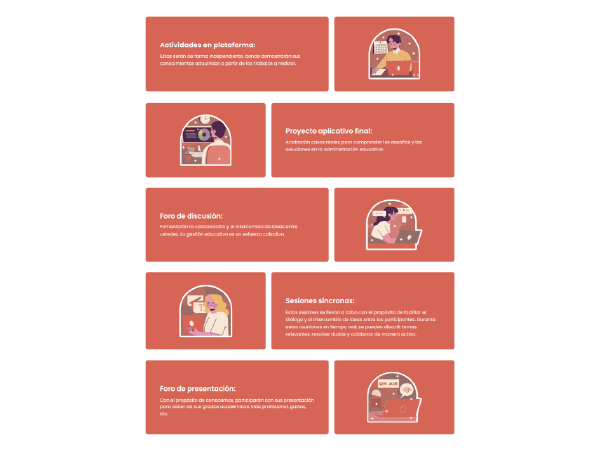 Actividades en plataforma:
Estas serán de forma independiente, donde demostrarán sus
conocimientos adquiridos a partir de los trabajos a realizar.
Proyecto aplicativo final:
Analizarán casos reales para comprender los desafíos y las
soluciones en la administración educativa.
Foro de discusión:
Fomentarán la colaboración y el intercambio de ideas entre
ustedes, la gestión educativa es un esfuerzo colectivo.
Sesiones síncronas:
Estas sesiones se llevan a cabo con el propósito de facilitar el
diálogo y el intercambio de ideas entre los participantes. Durante
estas reuniones en tiempo real, se pueden discutir temas
relevantes, resolver dudas y colaborar de manera activa.
ON AIR
Foro de presentación:
Con el propósito de conocernos, participarán con sus presentación
para saber de sus grados académicos, vida profesional, gustos,
etc.